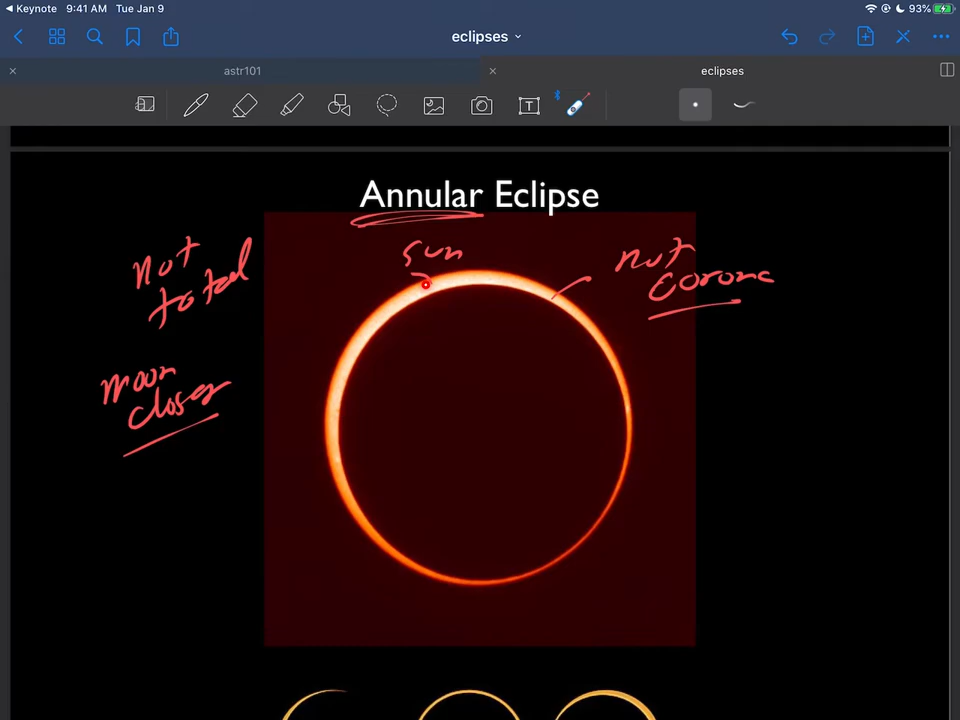 Keynote 9:41 AM Tue Jan 9 93%
eclipses
astr101
eclipses
T
Annular Eclipse
not
total
sun
not
corona
moon
closer